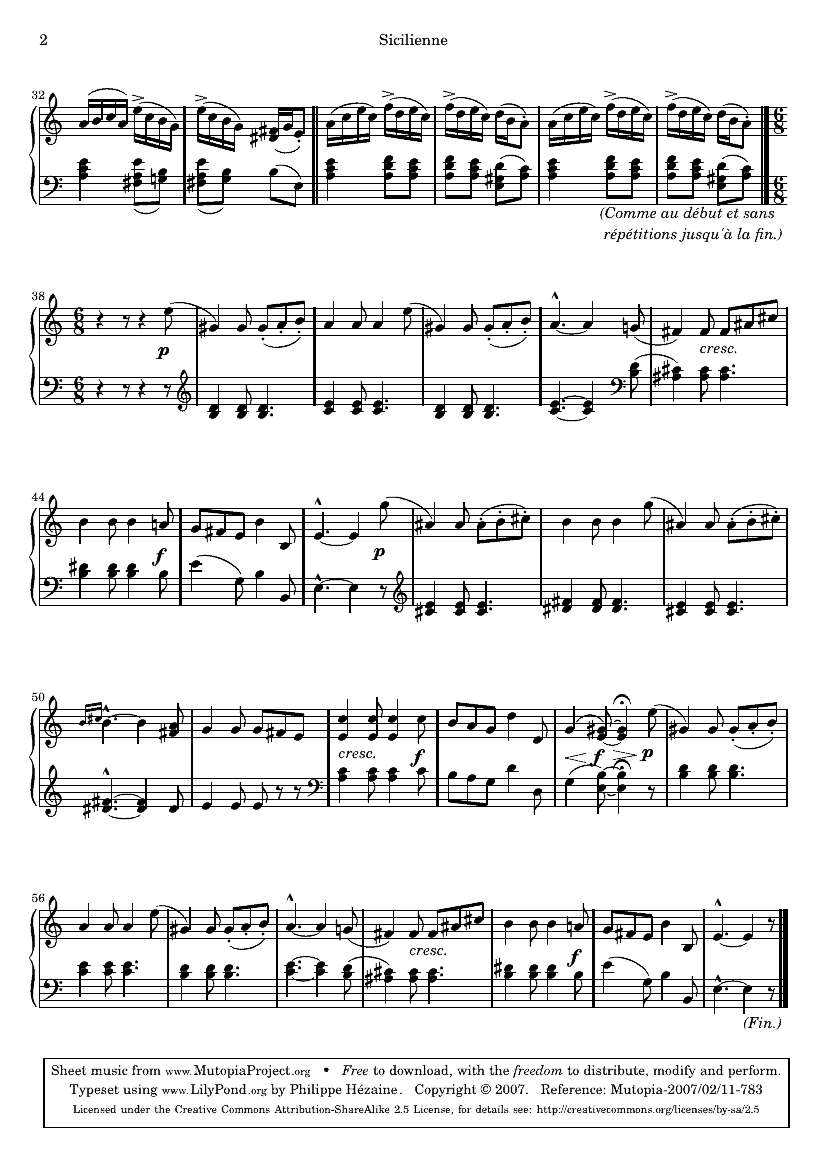 2
Sicilienne
32
(Comme au début et sans
répétitions jusqu'à la fin.)
38
p
cresc.
44
f
p
50
cresc.
f
f
p
56
cresc.
f
(Fin.)
Sheet music from www.MutopiaProject.org • Free to download, with the freedom to distribute, modify and perform.
Typeset using www.LilyPond.org by Philippe Hézaine. Copyright © 2007. Reference: Mutopia-2007/02/11-783
Licensed under the Creative Commons Attribution-ShareAlike 2.5 License, for details see: http://creativecommons.org/licenses/by-sa/2.5